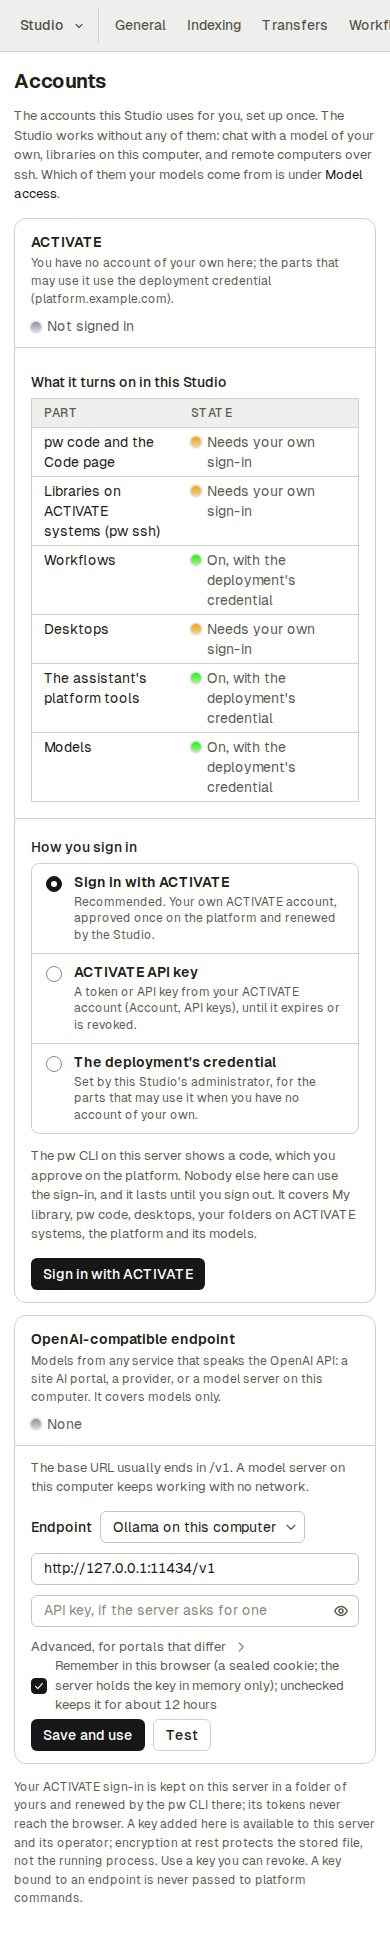 Studio
General Indexing Transfers Workf
Accounts
The accounts this Studio uses for you, set up once. The
Studio works without any of them: chat with a model of your
own, libraries on this computer, and remote computers over
ssh. Which of them your models come from is under Model
access.
ACTIVATE
You have no account of your own here; the parts that
may use it use the deployment credential
(platform.example.com).
Not signed in
What it turns on in this Studio
PART STATE
pw code and the
Code page
Needs your own
sign-in
Libraries on
ACTIVATE
systems (pw ssh)
Needs your own
sign-in
Workflows
On, with the
deployment's
credential
Desktops
Needs your own
sign-in
The assistant's
platform tools
On, with the
deployment's
credential
Models
On, with the
deployment's
credential
How you sign in
Sign in with ACTIVATE
Recommended. Your own ACTIVATE account,
approved once on the platform and renewed
by the Studio.
ACTIVATE API key
A token or API key from your ACTIVATE
account (Account, API keys), until it expires or
is revoked.
The deployment's credential
Set by this Studio's administrator, for the
parts that may use it when you have no
account of your own.
The pw CLI on this server shows a code, which you
approve on the platform. Nobody else here can use
the sign-in, and it lasts until you sign out. It covers My
library, pw code, desktops, your folders on ACTIVATE
systems, the platform and its models.
Sign in with ACTIVATE
OpenAI-compatible endpoint
Models from any service that speaks the OpenAI API: a
site AI portal, a provider, or a model server on this
computer. It covers models only.
None
The base URL usually ends in /v1. A model server on
this computer keeps working with no network.
Endpoint Ollama on this computer
http://127.0.0.1:11434/v1
API key, if the server asks for one
Advanced, for portals that differ
Remember in this browser (a sealed cookie; the
server holds the key in memory only); unchecked
keeps it for about 12 hours
Save and use Test
Your ACTIVATE sign-in is kept on this server in a folder of
yours and renewed by the pw CLI there; its tokens never
reach the browser. A key added here is available to this server
and its operator; encryption at rest protects the stored file,
not the running process. Use a key you can revoke. A key
bound to an endpoint is never passed to platform
commands.